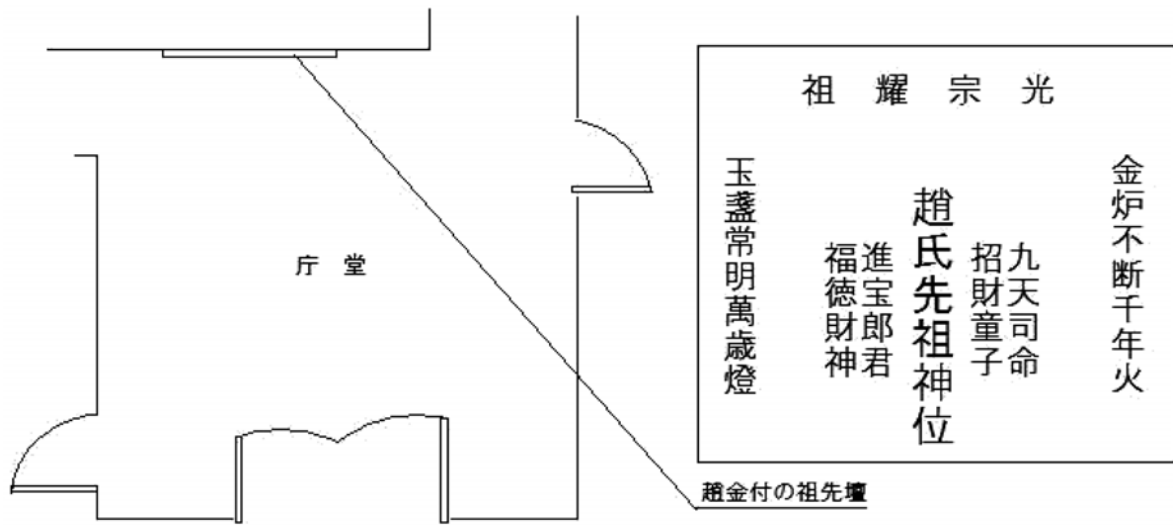 祖耀宗光
金炉不断千年火
九天司命
招財童子
趙氏先祖神位
進宝郎君
福徳財神
玉盞常明萬歳燈
庁堂
趙金付の祖先壇